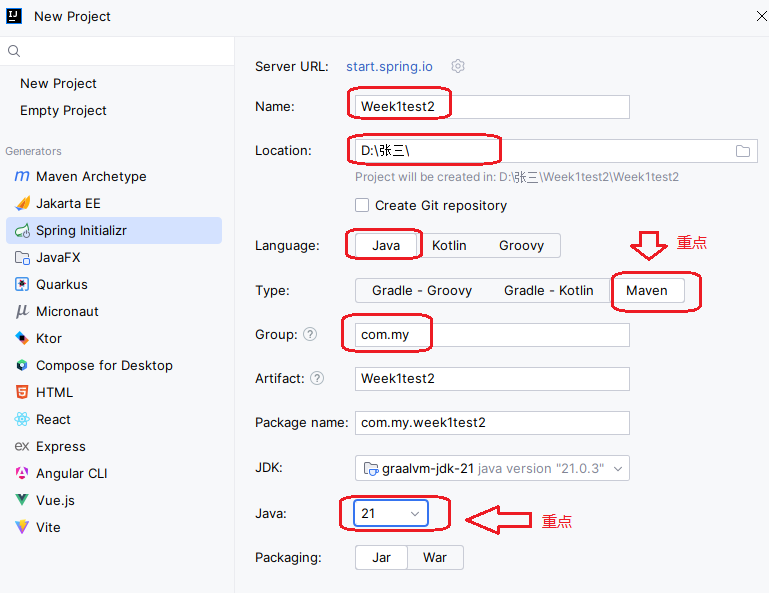 New Project
New Project
Empty Project
Generators
Maven Archetype
Jakarta EE
Spring Initializr
JavaFX
Quarkus
Micronaut
Ktor
Compose for Desktop
HTML
React
Express
Angular CLI
Vue.js
Vite
Server URL: start.spring.io
Name: Week1test2
Location: D:\张三\
Project will be created in: D:\张三\Week1test2\Week1test2
Create Git repository
Language: Java Kotlin Groovy
重点
Type: Gradle - Groovy Gradle - Kotlin Maven
Group: ? com.my
Artifact: ? Week1test2
Package name: com.my.week1test2
JDK: graalvm-jdk-21 java version "21.0.3"
Java: 21
重点
Packaging: Jar War